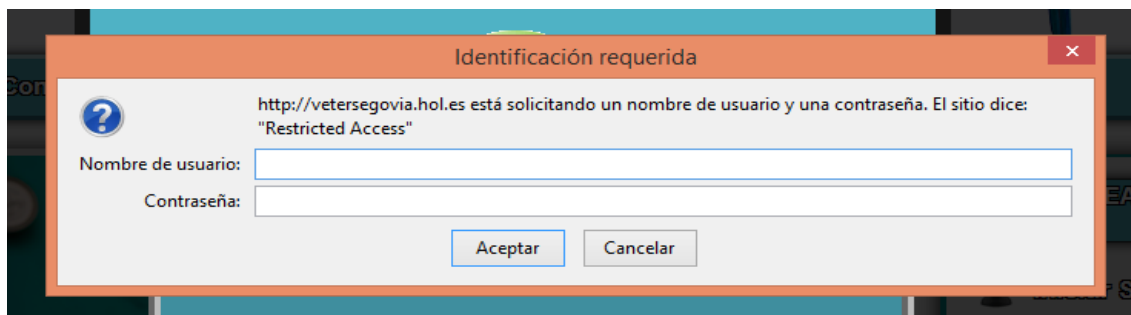 Identificación requerida
×
Con
http://vetersegovia.hol.es está solicitando un nombre de usuario y una contraseña. El sitio dice:
"Restricted Access"
Nombre de usuario:
Contraseña:
Aceptar
Cancelar